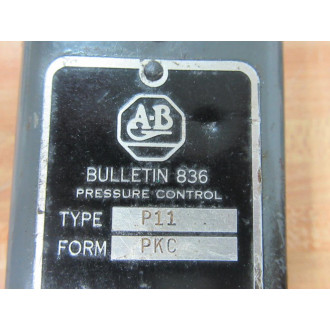 A-B
BULLETIN 836
PRESSURE CONTROL
TYPE P11
FORM PKC